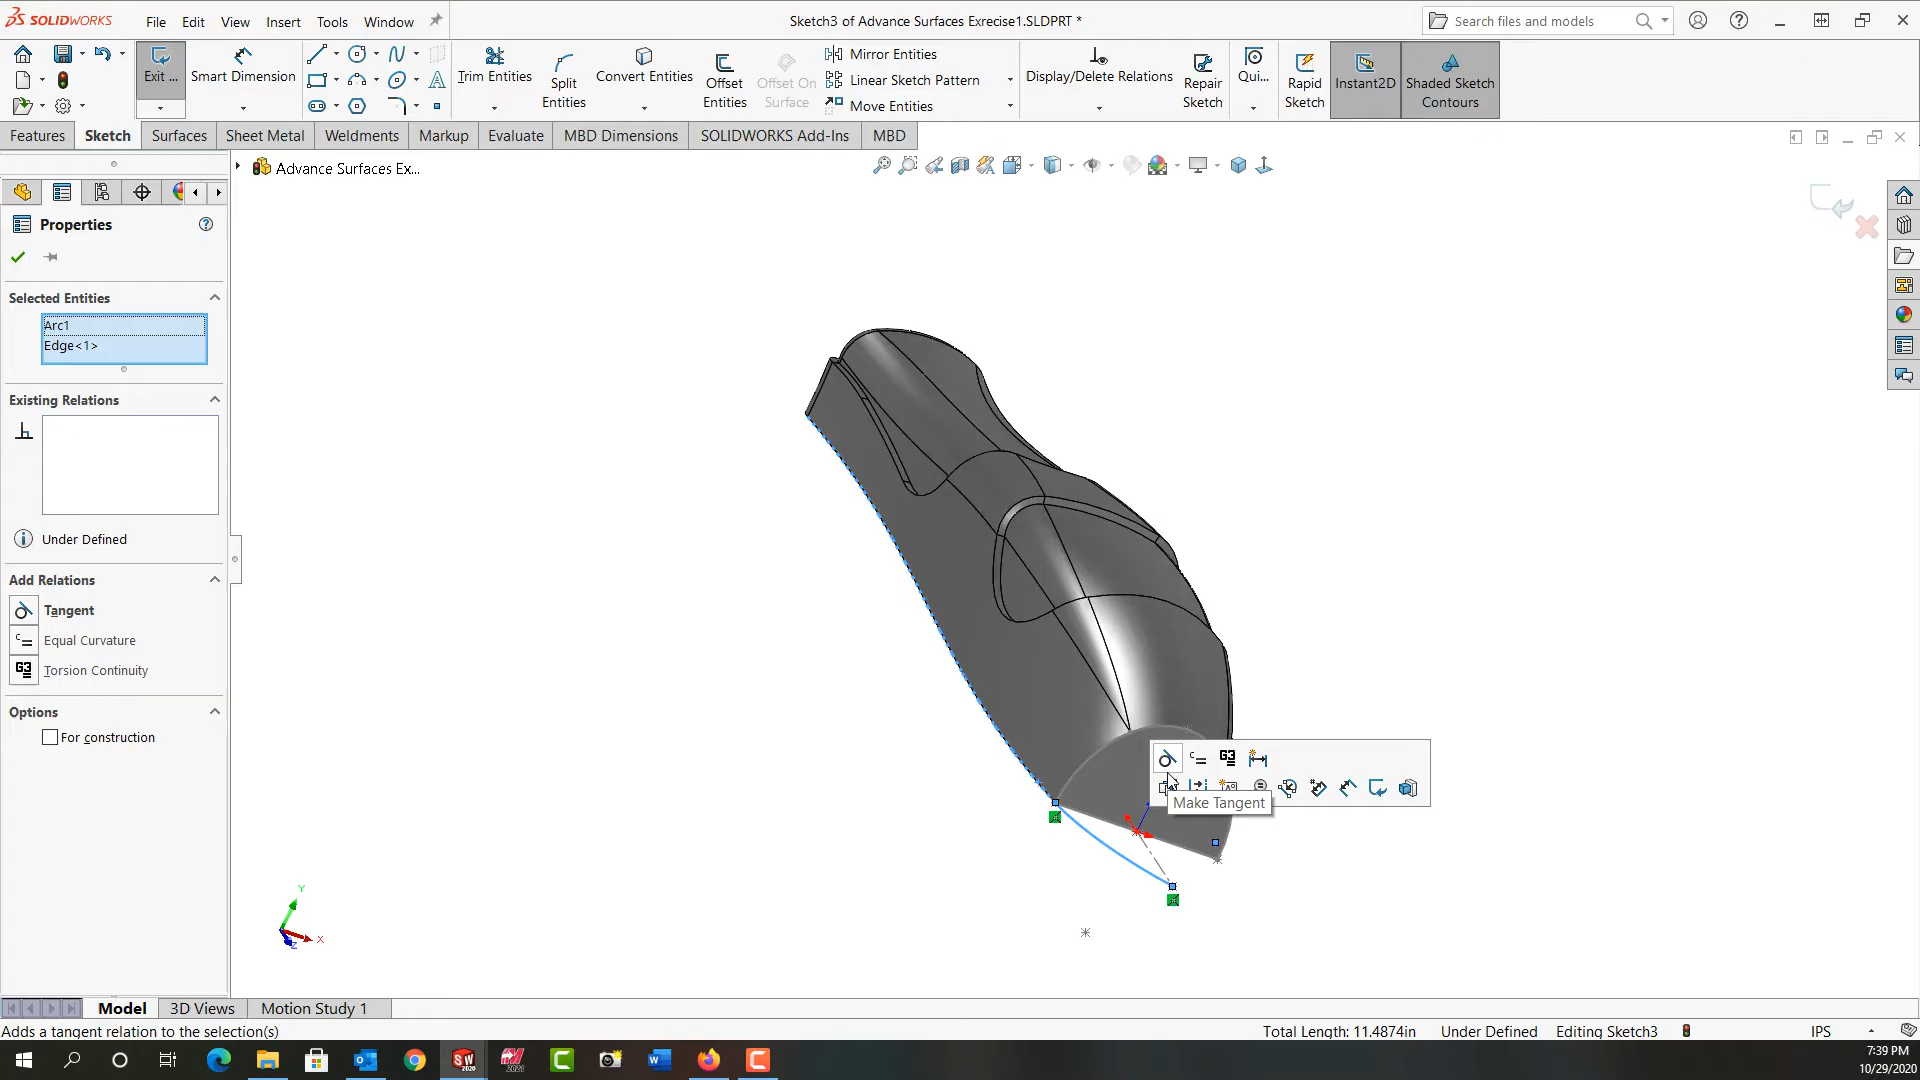 SOLIDWORKS
File Edit View Insert Tools Window
Sketch3 of Advance Surfaces Exrecise1.SLDPRT *
Search files and models
Exit ...
Smart Dimension
Trim Entities
Split Entities
Convert Entities
Offset Entities
Offset On Surface
Mirror Entities
Linear Sketch Pattern
Move Entities
Display/Delete Relations
Repair Sketch
Qui...
Rapid Sketch
Instant2D
Shaded Sketch Contours
Features Sketch Surfaces Sheet Metal Weldments Markup Evaluate MBD Dimensions SOLIDWORKS Add-Ins MBD
Advance Surfaces Ex...
Properties
Selected Entities
Arc1
Edge<1>
Existing Relations
Under Defined
Add Relations
Tangent
Equal Curvature
G3 Torsion Continuity
Options
For construction
G3
Make Tangent
Y
X
Z
Model 3D Views Motion Study 1
Adds a tangent relation to the selection(s)
Total Length: 11.4874in Under Defined Editing Sketch3 IPS
7:39 PM
10/29/2020